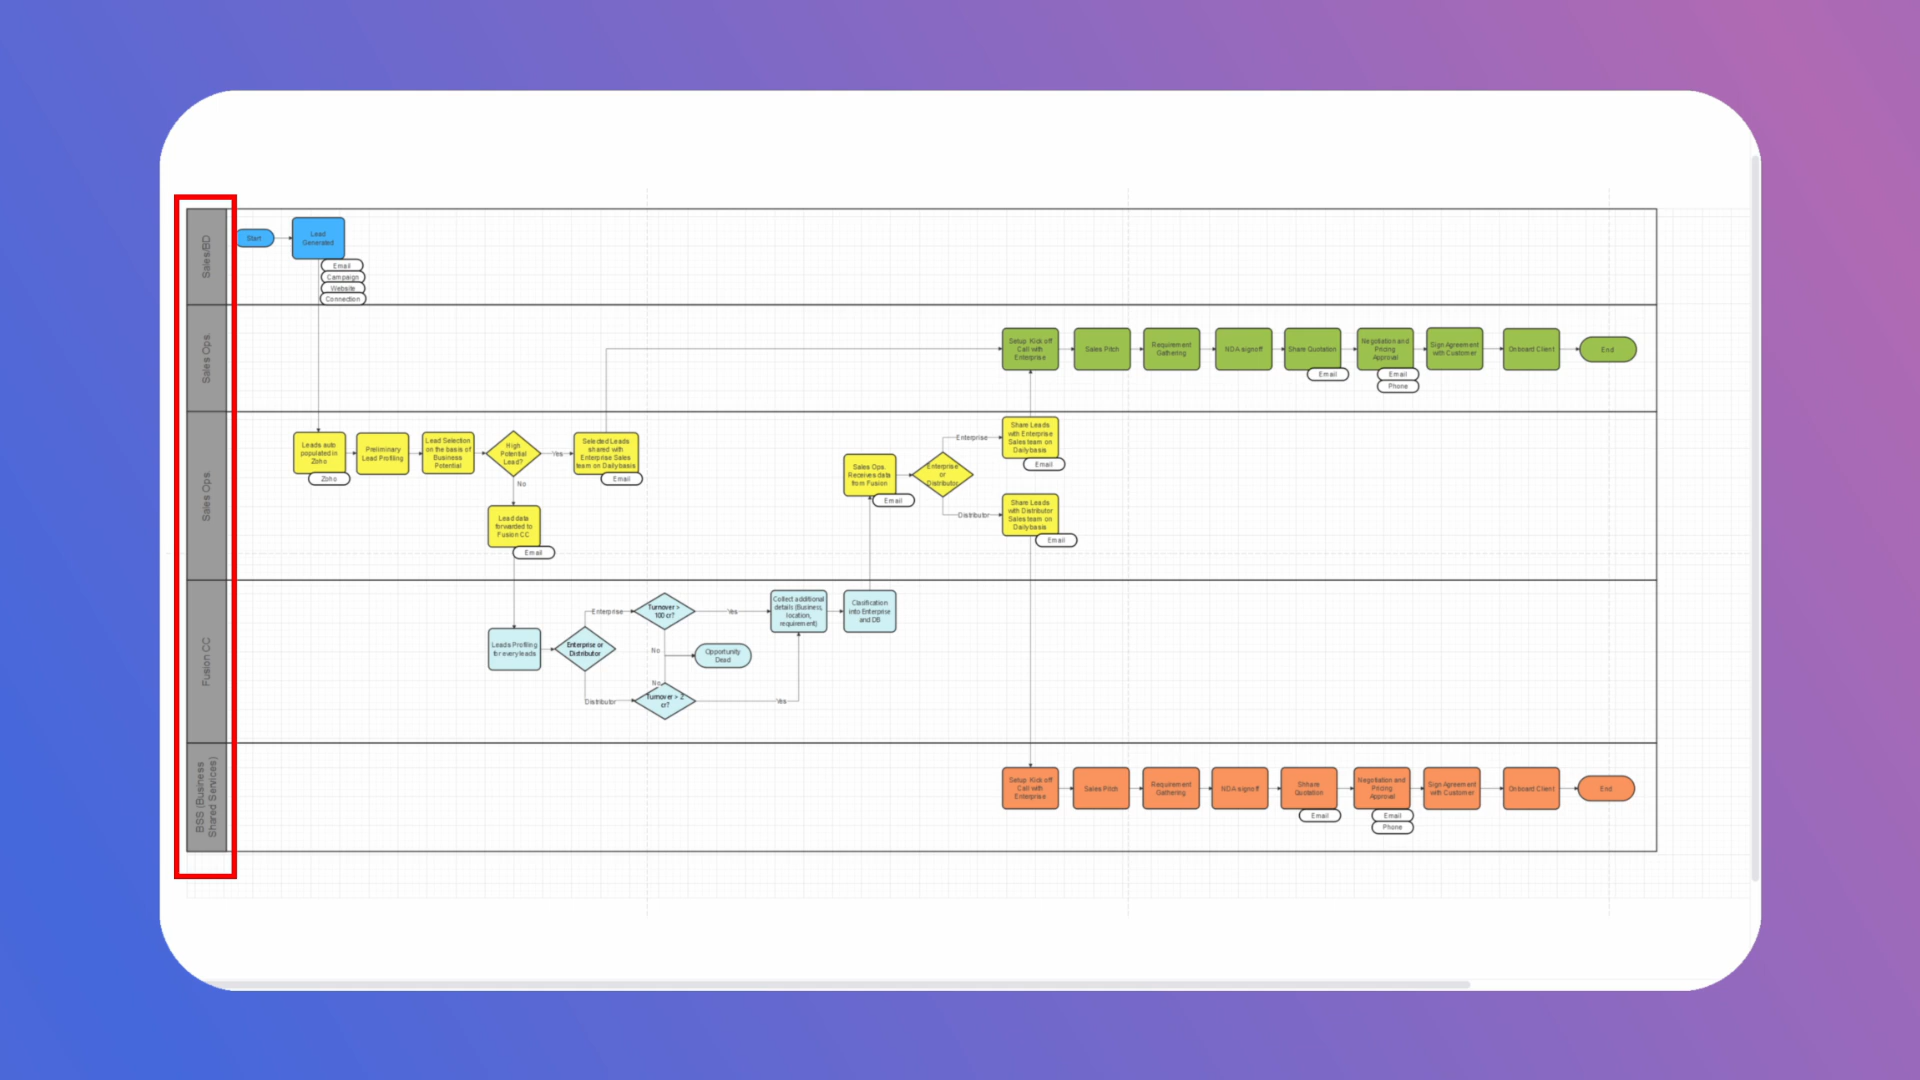 Sales/BD
Start
Lead
Generated
Email
Campaign
Website
Connection
Sales Ops.
Setup Kick off
Call with
Enterprise
Sales Pitch
Requirement
Gathering
NDA signoff
Share Quotation
Email
Negotiation and
Pricing
Approval
Email
Phone
Sign Agreement
with Customer
Onboard Client
End
Sales Ops.
Leads auto
populated in
Zoho
Zoho
Preliminary
Lead Profiling
Lead Selection
on the basis of
Business
Potential
High
Potential
Lead?
Yes
No
Selected Leads
shared with
Enterprise Sales
team on Daily basis
Email
Lead data
forwarded to
Fusion CC
Email
Sales Ops.
Receives data
from Fusion
Email
Enterprise
or
Distributor
Enterprise
Distributor
Share Leads
with Enterprise
Sales team on
Daily basis
Email
Share Leads
with Distributor
Sales team on
Daily basis
Email
Fusion CC
Leads Profiling
for every leads
Enterprise or
Distributor
Enterprise
Distributor
Turnover >
100 cr?
Yes
No
Opportunity
Dead
No
Turnover > 2
cr?
Yes
Collect additional
details (Business,
location,
requirement)
Clasification
into Enterprise
and DB
BSS (Business
Shared Services)
Setup Kick off
Call with
Enterprise
Sales Pitch
Requirement
Gathering
NDA signoff
Shhare
Quotation
Email
Negotiation and
Pricing
Approval
Email
Phone
Sign Agreement
with Customer
Onboard Client
End